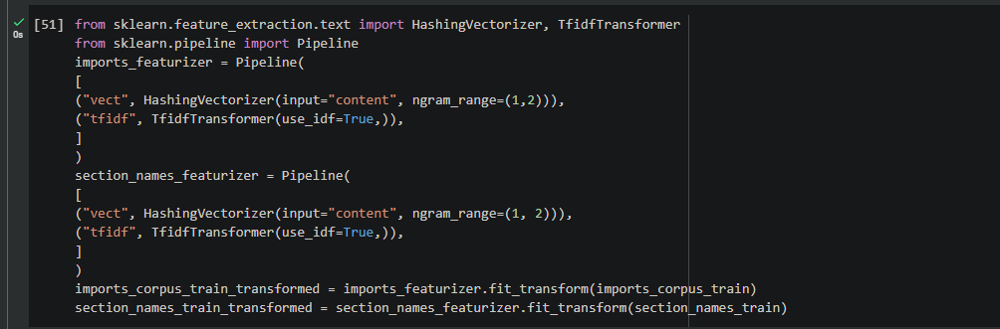 [51] from sklearn.feature_extraction.text import HashingVectorizer, TfidfTransformer
0s
from sklearn.pipeline import Pipeline
imports_featurizer = Pipeline(
[
("vect", HashingVectorizer(input="content", ngram_range=(1,2))),
("tfidf", TfidfTransformer(use_idf=True,)),
]
)
section_names_featurizer = Pipeline(
[
("vect", HashingVectorizer(input="content", ngram_range=(1, 2))),
("tfidf", TfidfTransformer(use_idf=True,)),
]
)
imports_corpus_train_transformed = imports_featurizer.fit_transform(imports_corpus_train)
section_names_train_transformed = section_names_featurizer.fit_transform(section_names_train)